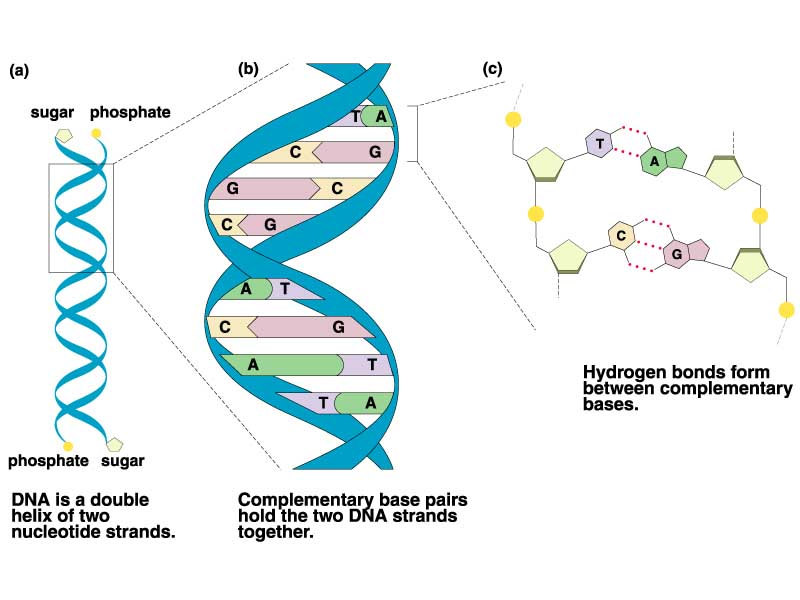 (a)
(b)
(c)
sugar phosphate
T A
C G
G C
C G
A T
C G
A T
T A
T
A
C
G
phosphate sugar
DNA is a double
helix of two
nucleotide strands.
Complementary base pairs
hold the two DNA strands
together.
Hydrogen bonds form
between complementary
bases.